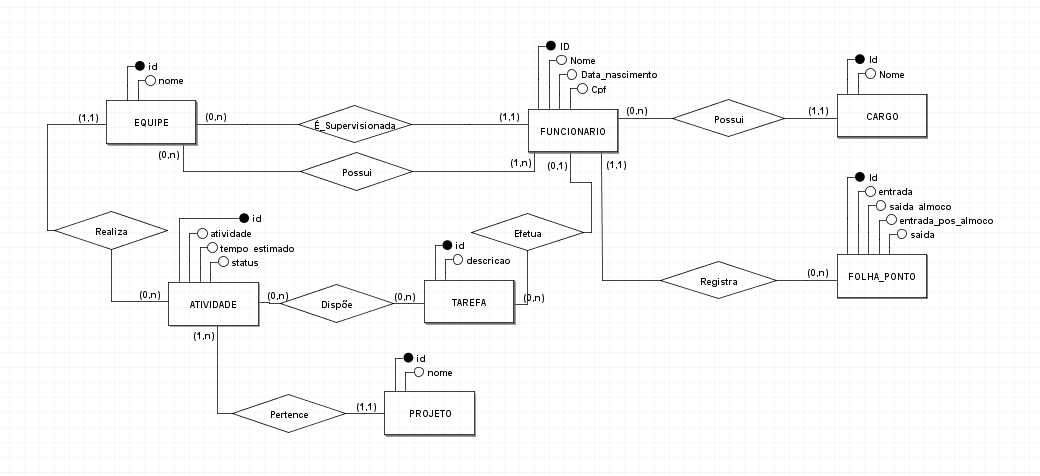 id
nome
EQUIPE
(1,1)
(0,n)
(0,n)
É_Supervisionada
Possui
(1,1)
(1,n)
ID
Nome
Data_nascimento
Cpf
FUNCIONARIO
(0,n)
(0,1)
(1,1)
Possui
(1,1)
Id
Nome
CARGO
Id
entrada
saida_almoco
entrada_pos_almoco
saida
FOLHA_PONTO
(0,n)
Registra
Efetua
Realiza
id
atividade
tempo_estimado
status
ATIVIDADE
(0,n)
(0,n)
(1,n)
Dispõe
(0,n)
id
descricao
TAREFA
(0,n)
Pertence
(1,1)
id
nome
PROJETO